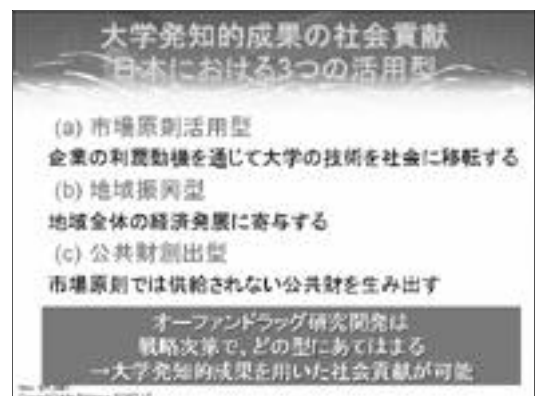 大学発知的成果の社会貢献
日本における3つの活用型
(a) 市場原則活用型
企業の利潤動機を通じて大学の技術を社会に移転する
(b) 地域振興型
地域全体の経済発展に寄与する
(c) 公共財創出型
市場原則では供給されない公共財を生み出す
オーファンドラッグ研究開発は
戦略次第で、どの型にあてはまる
→大学発知的成果を用いた社会貢献が可能